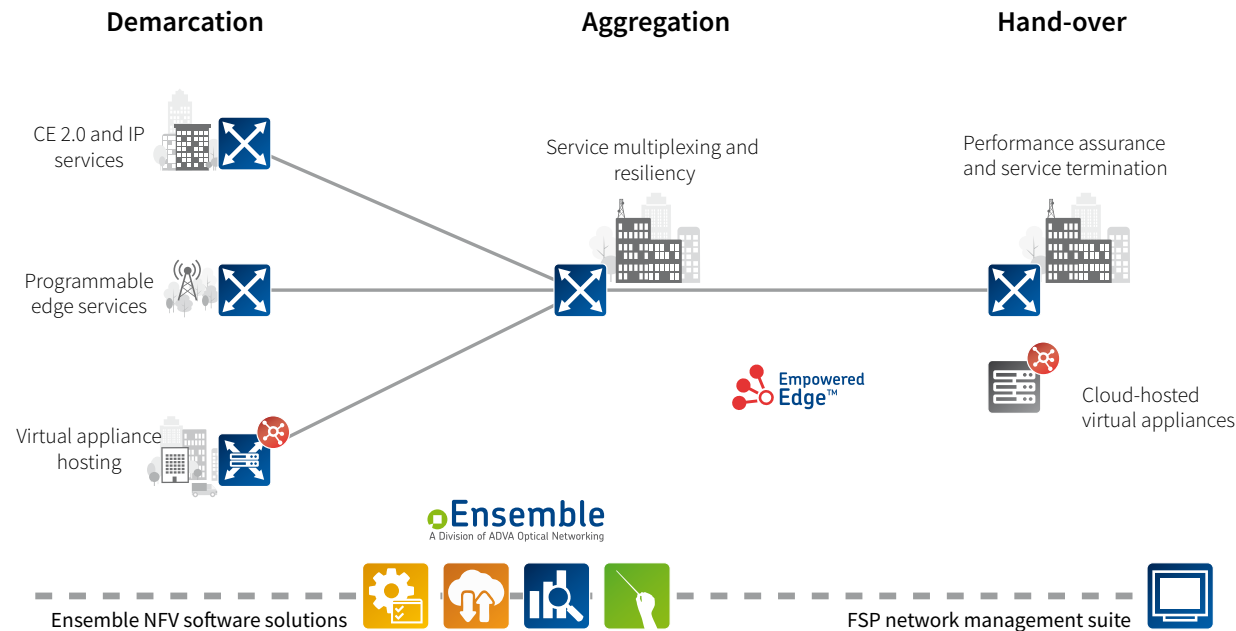 Demarcation
Aggregation
Hand-over
CE 2.0 and IP
services
Service multiplexing and
resiliency
Performance assurance
and service termination
Programmable
edge services
Empowered
Edge™
Cloud-hosted
virtual appliances
Virtual appliance
hosting
Ensemble
A Division of ADVA Optical Networking
Ensemble NFV software solutions
FSP network management suite